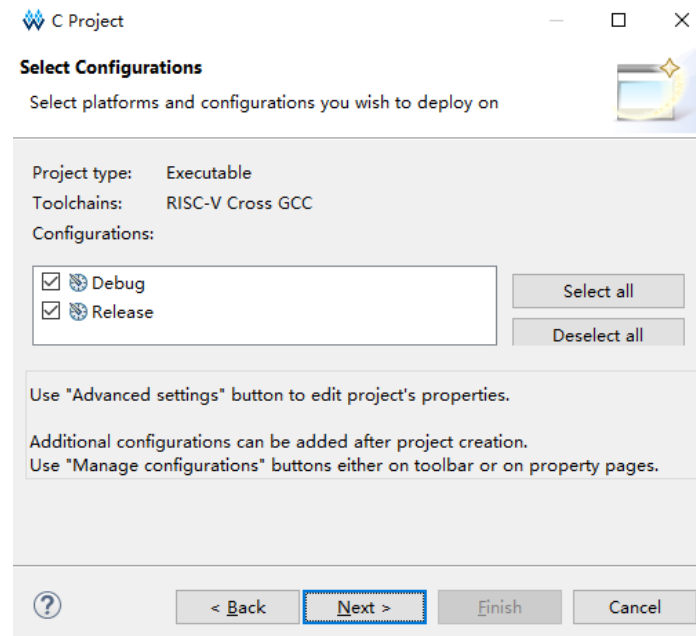 C Project
Select Configurations
Select platforms and configurations you wish to deploy on
Project type: Executable
Toolchains: RISC-V Cross GCC
Configurations:
Debug
Release
Select all
Deselect all
Use "Advanced settings" button to edit project's properties.
Additional configurations can be added after project creation.
Use "Manage configurations" buttons either on toolbar or on property pages.
? < Back Next > Finish Cancel